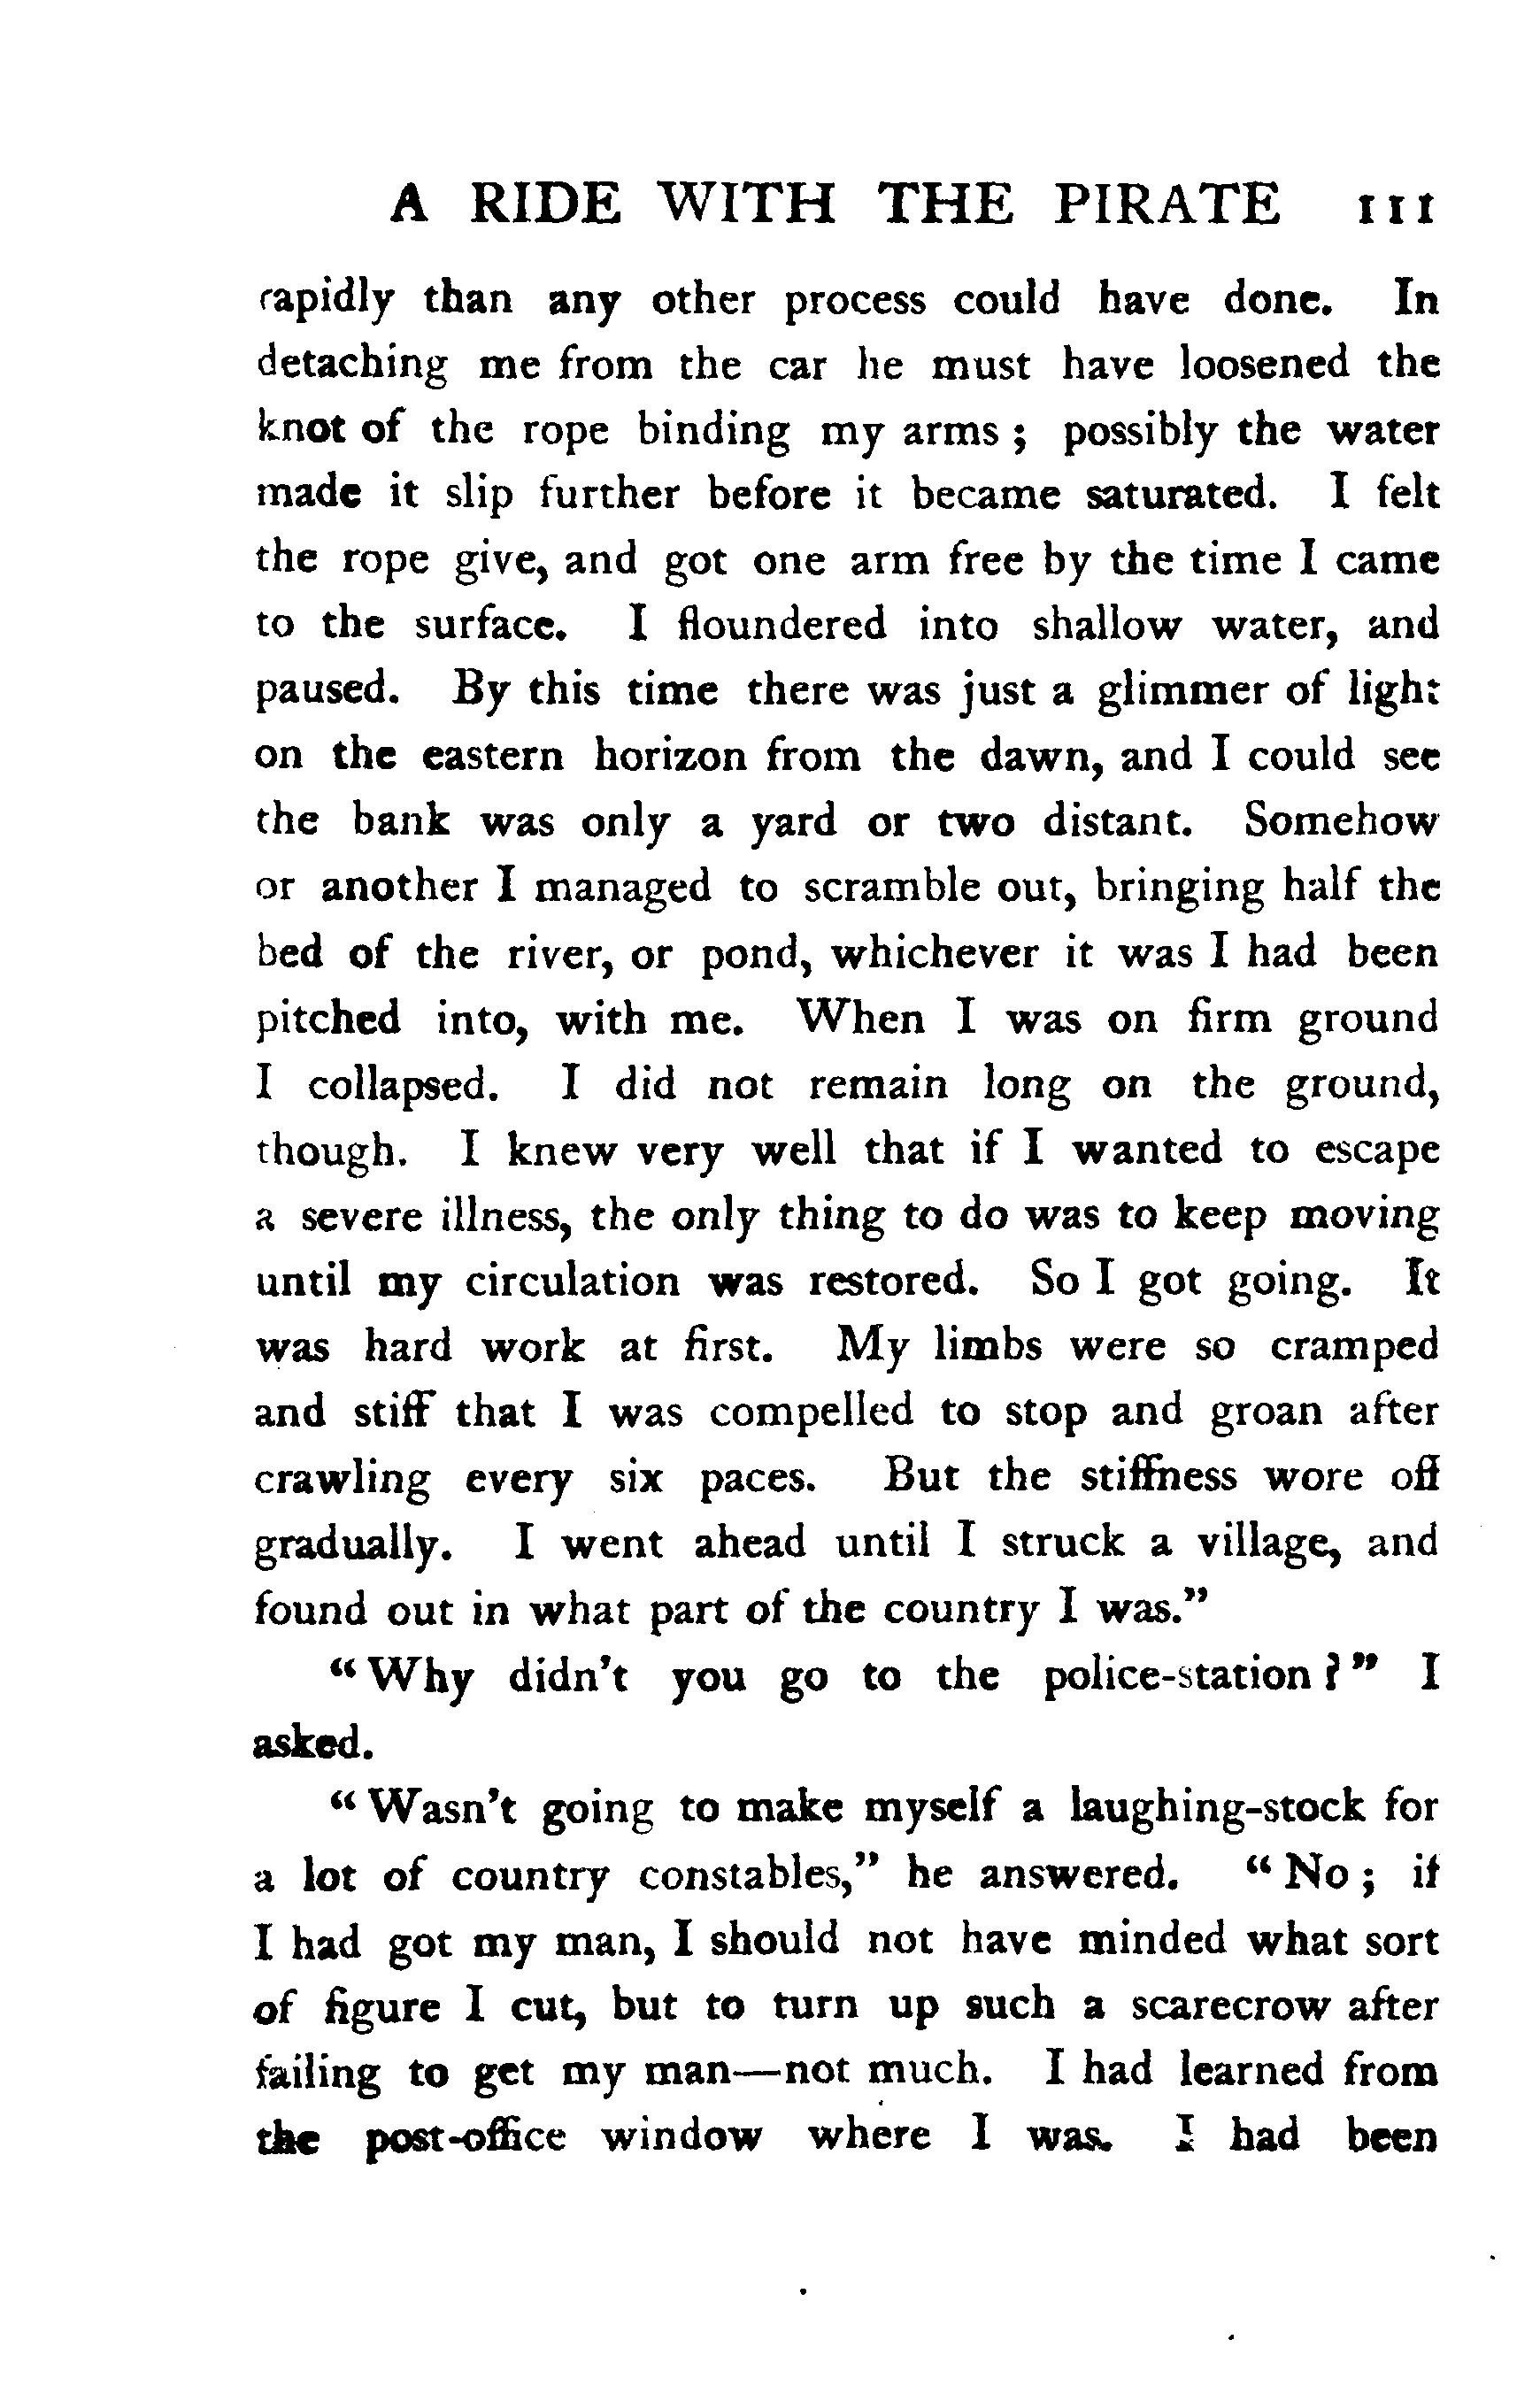 A RIDE WITH THE PIRATE 111
rapidly than any other process could have done. In
detaching me from the car he must have loosened the
knot of the rope binding my arms ; possibly the water
made it slip further before it became saturated. I felt
the rope give, and got one arm free by the time I came
to the surface. I floundered into shallow water, and
paused. By this time there was just a glimmer of light
on the eastern horizon from the dawn, and I could see
the bank was only a yard or two distant. Somehow
or another I managed to scramble out, bringing half the
bed of the river, or pond, whichever it was I had been
pitched into, with me. When I was on firm ground
I collapsed. I did not remain long on the ground,
though. I knew very well that if I wanted to escape
a severe illness, the only thing to do was to keep moving
until my circulation was restored. So I got going. It
was hard work at first. My limbs were so cramped
and stiff that I was compelled to stop and groan after
crawling every six paces. But the stiffness wore off
gradually. I went ahead until I struck a village, and
found out in what part of the country I was."
"Why didn't you go to the police-station ?" I
asked.
"Wasn't going to make myself a laughing-stock for
a lot of country constables," he answered. "No ; if
I had got my man, I should not have minded what sort
of figure I cut, but to turn up such a scarecrow after
failing to get my man—not much. I had learned from
the post-office window where I was. I had been